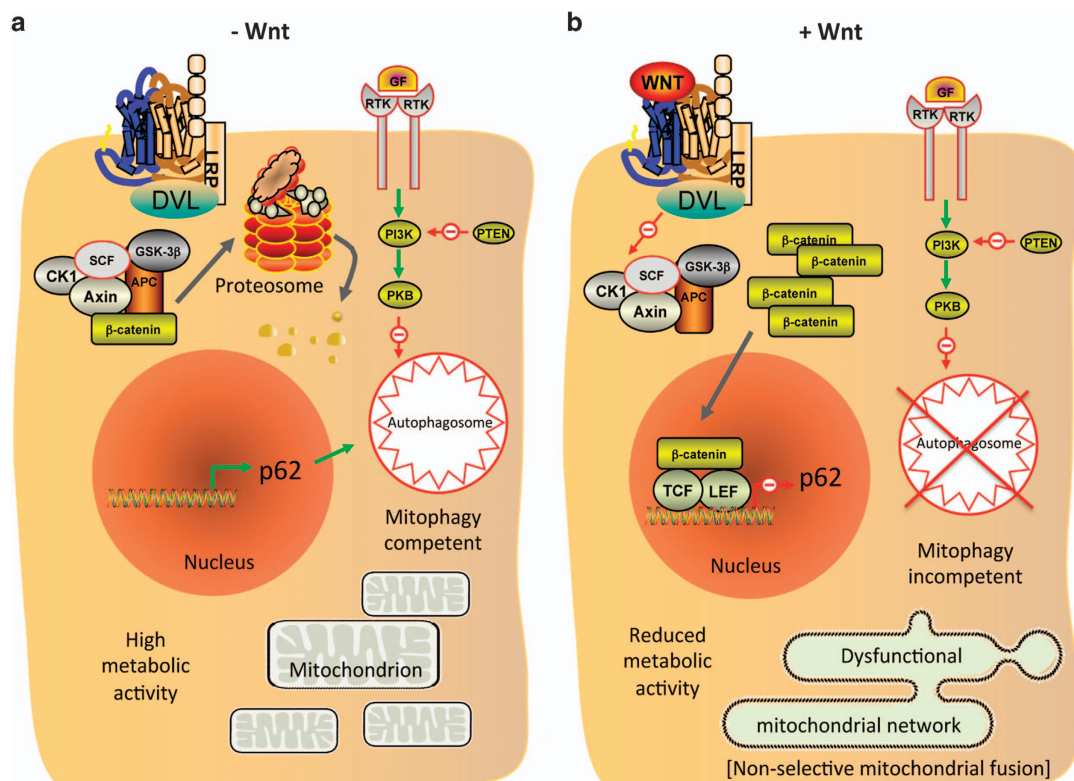 a
- Wnt
GF
RTK RTK
LRP
DVL
PI3K
PTEN
PKB
CK1
SCF
GSK-3β
Axin
APC
β-catenin
Proteosome
Autophagosome
p62
Nucleus
Mitophagy
competent
High
metabolic
activity
Mitochondrion
b
+ Wnt
WNT
GF
RTK RTK
LRP
DVL
PI3K
PTEN
PKB
CK1
SCF
GSK-3β
Axin
APC
β-catenin
β-catenin
β-catenin
β-catenin
Autophagosome
β-catenin
TCF LEF
p62
Nucleus
Mitophagy
incompetent
Reduced
metabolic
activity
Dysfunctional
mitochondrial network
[Non-selective mitochondrial fusion]